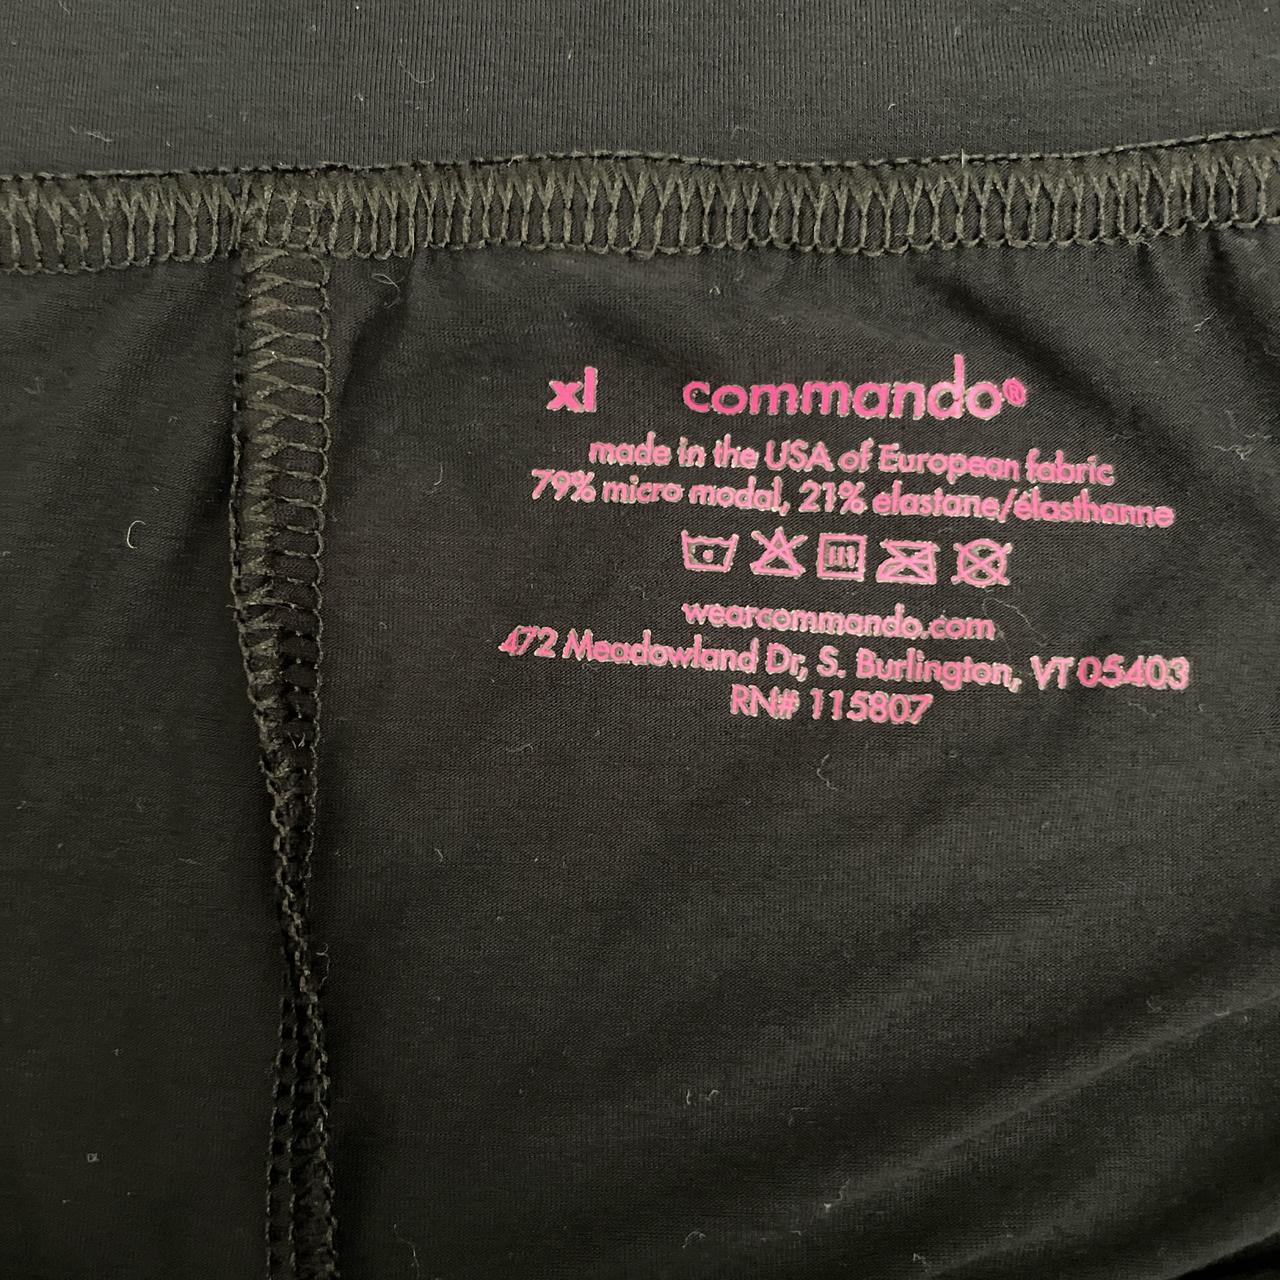 xl commando®
made in the USA of European fabric
79% micro modal, 21% elastane/élasthanne
wearcommando.com
472 Meadowland Dr, S. Burlington, VT 05403
RN# 115807